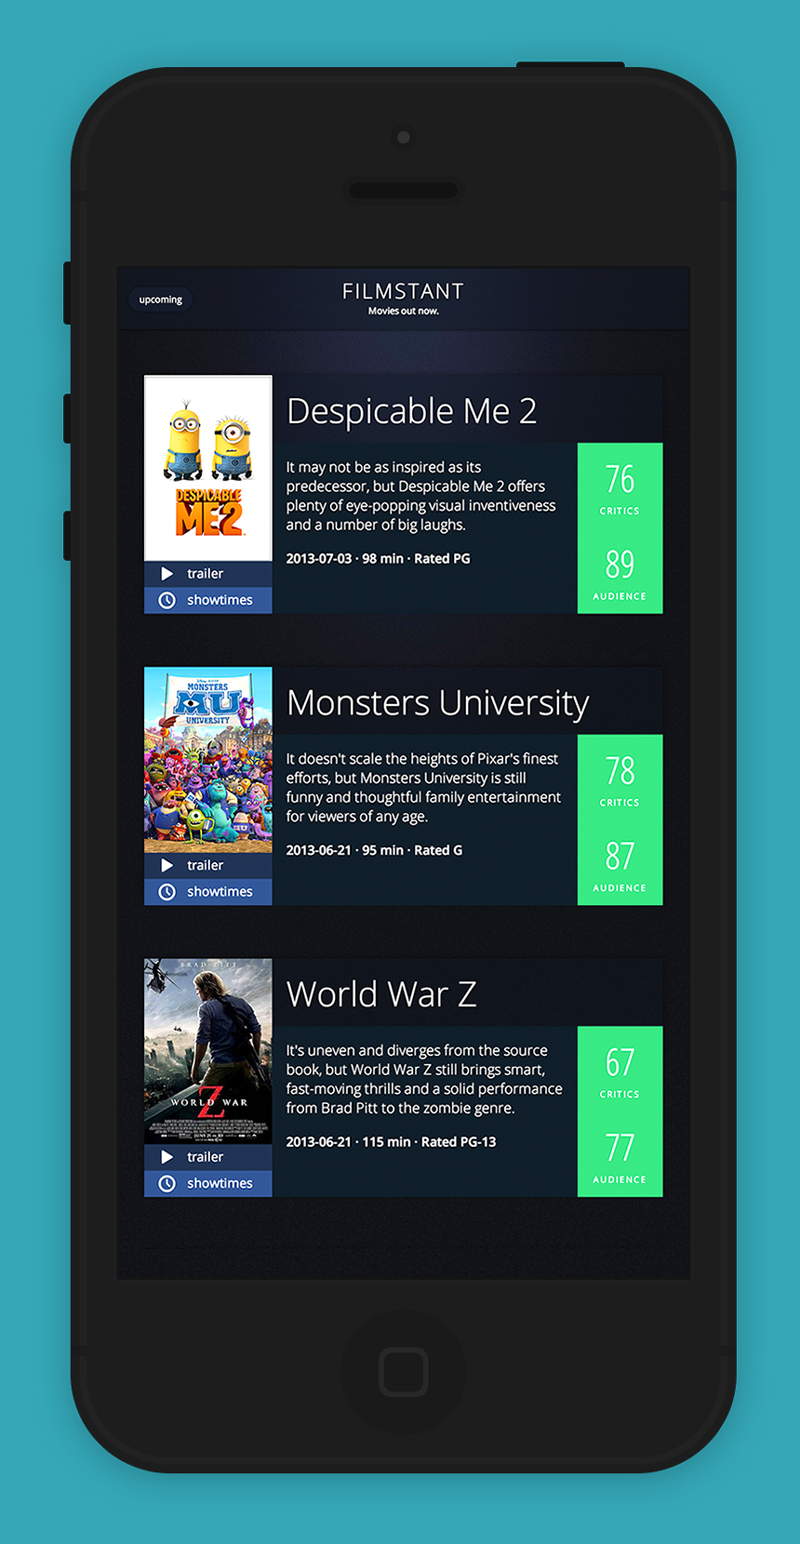 upcoming
FILMSTANT
Movies out now.
Despicable Me 2
It may not be as inspired as its
predecessor, but Despicable Me 2 offers
plenty of eye-popping visual inventiveness
and a number of big laughs.
2013-07-03 · 98 min · Rated PG
76
CRITICS
89
AUDIENCE
DESPICABLE
ME2
trailer
showtimes
Monsters University
It doesn't scale the heights of Pixar's finest
efforts, but Monsters University is still
funny and thoughtful family entertainment
for viewers of any age.
2013-06-21 · 95 min · Rated G
78
CRITICS
87
AUDIENCE
MONSTERS
MU
UNIVERSITY
MU
trailer
showtimes
World War Z
It's uneven and diverges from the source
book, but World War Z still brings smart,
fast-moving thrills and a solid performance
from Brad Pitt to the zombie genre.
2013-06-21 · 115 min · Rated PG-13
67
CRITICS
77
AUDIENCE
BRAD PITT
WORLD WAR
Z
trailer
showtimes